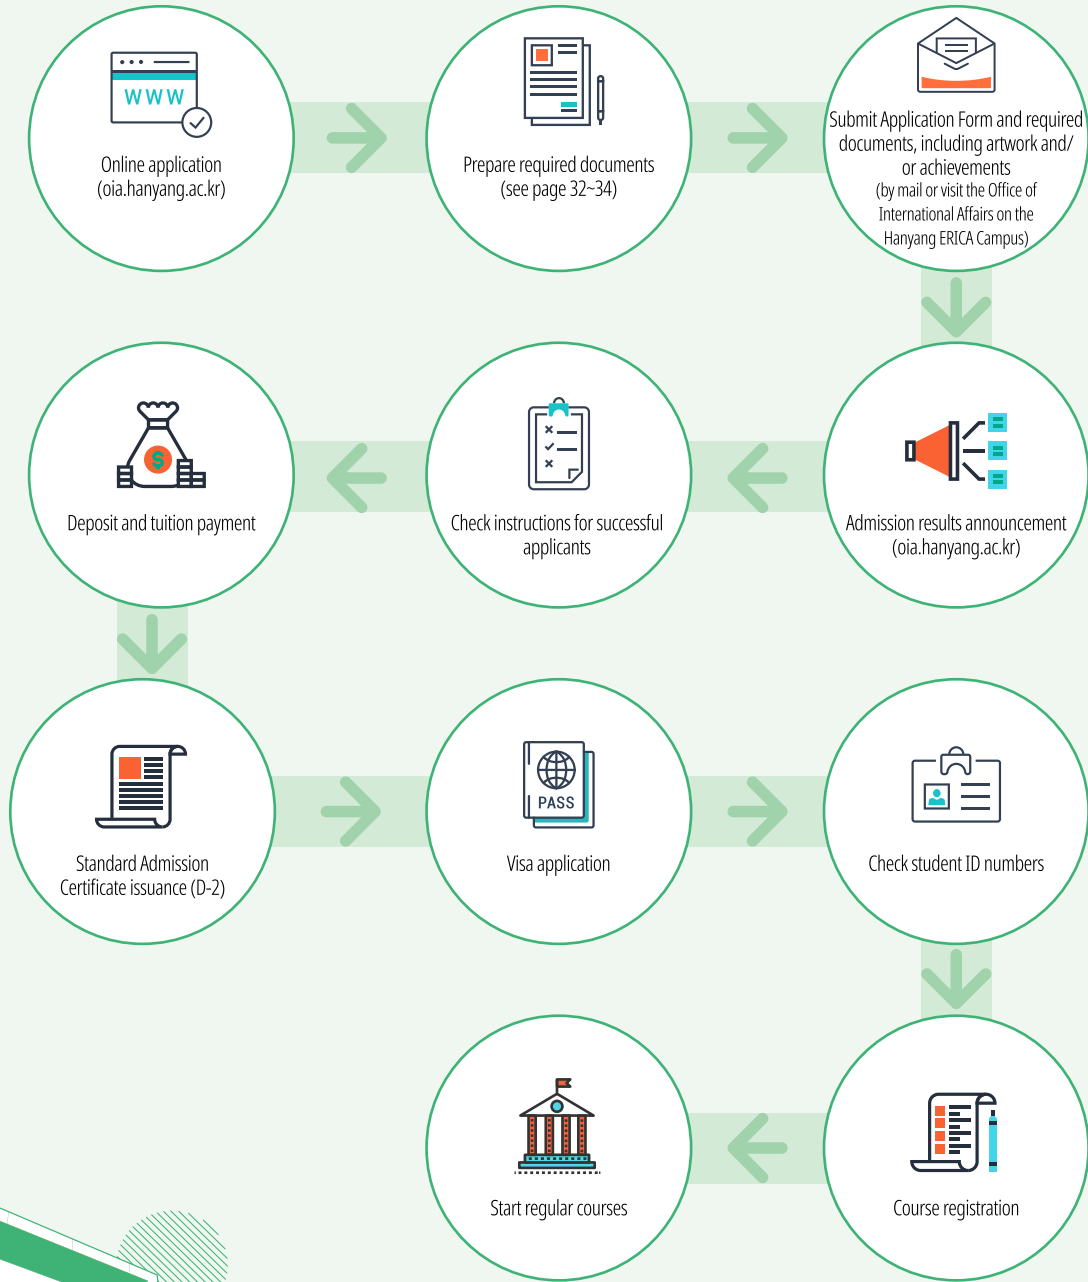 WWW
Online application
(oia.hanyang.ac.kr)
Prepare required documents
(see page 32~34)
Submit Application Form and required
documents, including artwork and/
or achievements
(by mail or visit the Office of
International Affairs on the
Hanyang ERICA Campus)
Admission results announcement
(oia.hanyang.ac.kr)
Check instructions for successful
applicants
$
Deposit and tuition payment
Standard Admission
Certificate issuance (D-2)
PASS
Visa application
Check student ID numbers
Course registration
Start regular courses